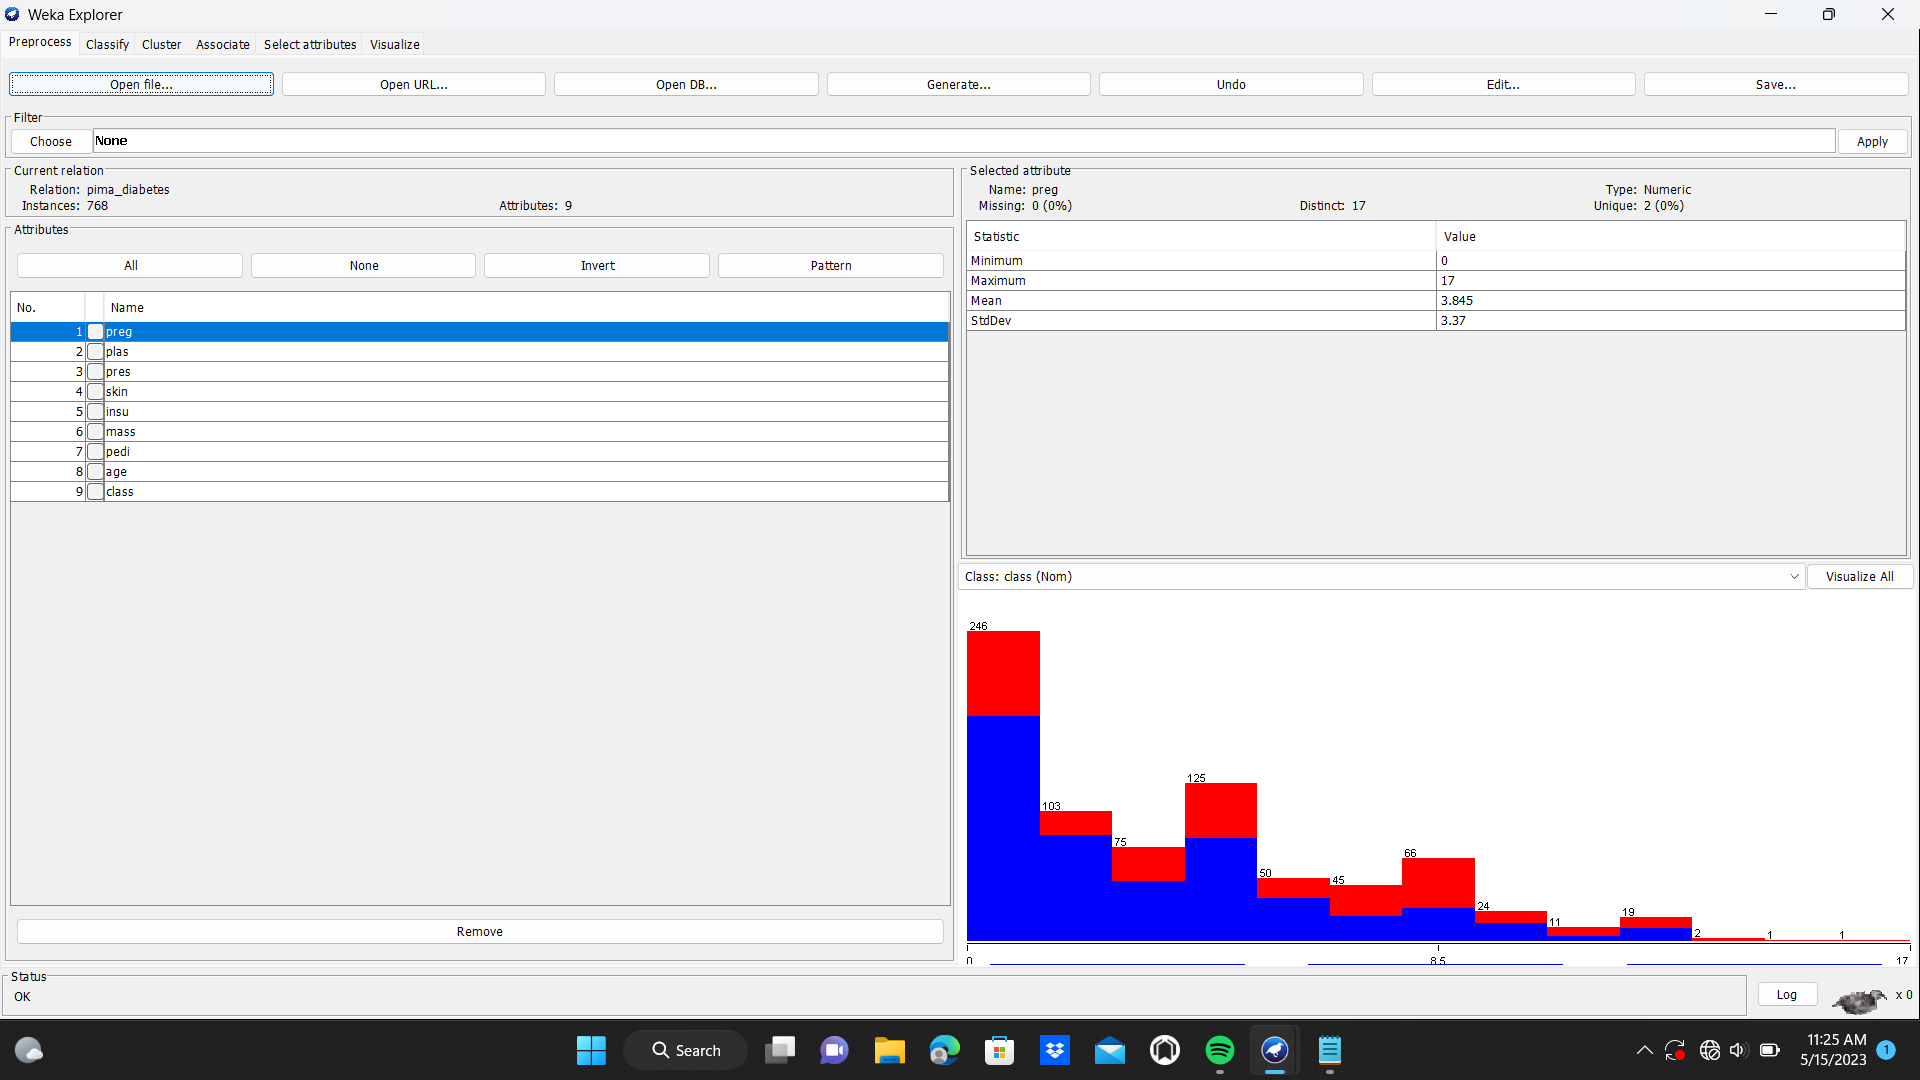 Weka Explorer
Preprocess Classify Cluster Associate Select attributes Visualize
Open file... Open URL... Open DB... Generate... Undo Edit... Save...
Filter
Choose None Apply
Current relation
Relation: pima_diabetes
Instances: 768 Attributes: 9
Attributes
All None Invert Pattern
No. Name
1 preg
2 plas
3 pres
4 skin
5 insu
6 mass
7 pedi
8 age
9 class
Remove
Selected attribute
Name: preg Type: Numeric
Missing: 0 (0%) Distinct: 17 Unique: 2 (0%)
Statistic Value
Minimum 0
Maximum 17
Mean 3.845
StdDev 3.37
Class: class (Nom) Visualize All
246
103
75
125
50
45
66
24
11
19
2
1
1
0 8.5 17
Status
OK
Log x 0
Search
11:25 AM
5/15/2023
1